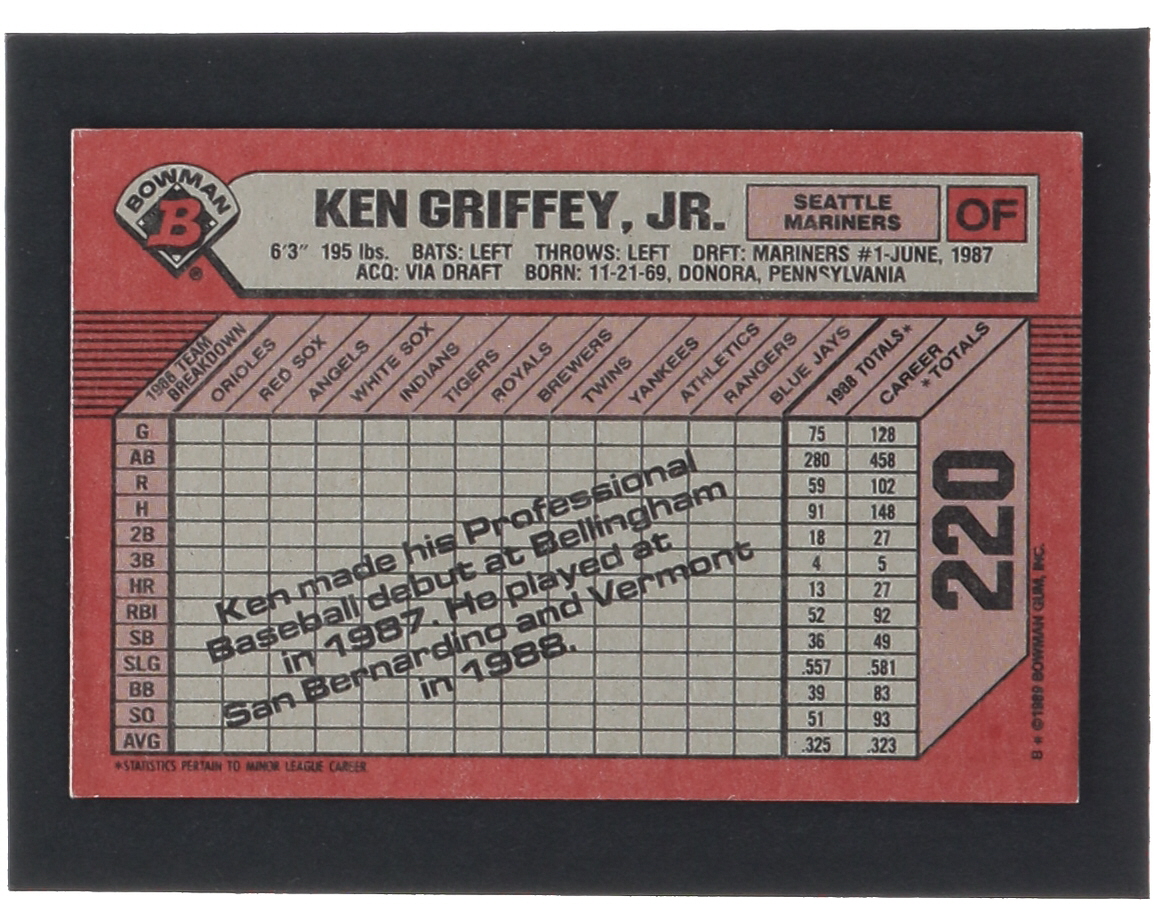 BOWMAN
B
®
KEN GRIFFEY, JR.
SEATTLE
MARINERS
OF
6'3" 195 lbs. BATS: LEFT THROWS: LEFT DRFT: MARINERS #1-JUNE, 1987
ACQ: VIA DRAFT BORN: 11-21-69, DONORA, PENNSYLVANIA
1988 TEAM
BREAKDOWN
ORIOLES
RED SOX
ANGELS
WHITE SOX
INDIANS
TIGERS
ROYALS
BREWERS
TWINS
YANKEES
ATHLETICS
RANGERS
BLUE JAYS
1988 TOTALS*
CAREER
*TOTALS
G 75 128
AB 280 458
R 59 102
H 91 148
2B 18 27
3B 4 5
HR 13 27
RBI 52 92
SB 36 49
SLG .557 .581
BB 39 83
SO 51 93
AVG .325 .323
Ken made his Professional
Baseball debut at Bellingham
in 1987. He played at
San Bernardino and Vermont
in 1988.
220
B * ©1989 BOWMAN GUM, INC.
*STATISTICS PERTAIN TO MINOR LEAGUE CAREER